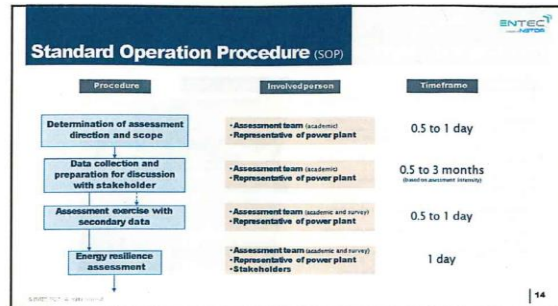 ENTEC
NSTDA
Standard Operation Procedure (SOP)
Procedure
Involved person
Timeframe
Determination of assessment
direction and scope
•Assessment team (academic)
•Representative of power plant
0.5 to 1 day
Data collection and
preparation for discussion
with stakeholder
•Assessment team (academic)
•Representative of power plant
0.5 to 3 months
(based on assessment intensity)
Assessment exercise with
secondary data
•Assessment team (academic and survey)
•Representative of power plant
0.5 to 1 day
Energy resilience
assessment
•Assessment team (academic and survey)
•Representative of power plant
•Stakeholders
1 day
14